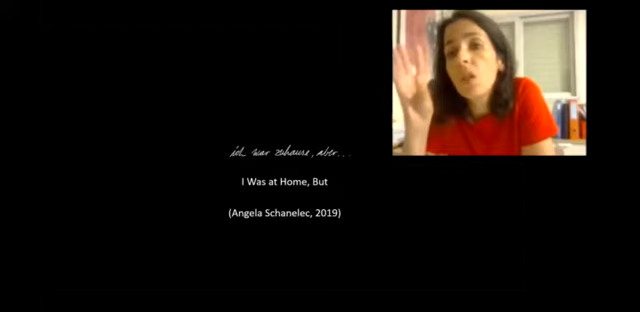 ich war zuhause, aber...
I Was at Home, But
(Angela Schanelec, 2019)